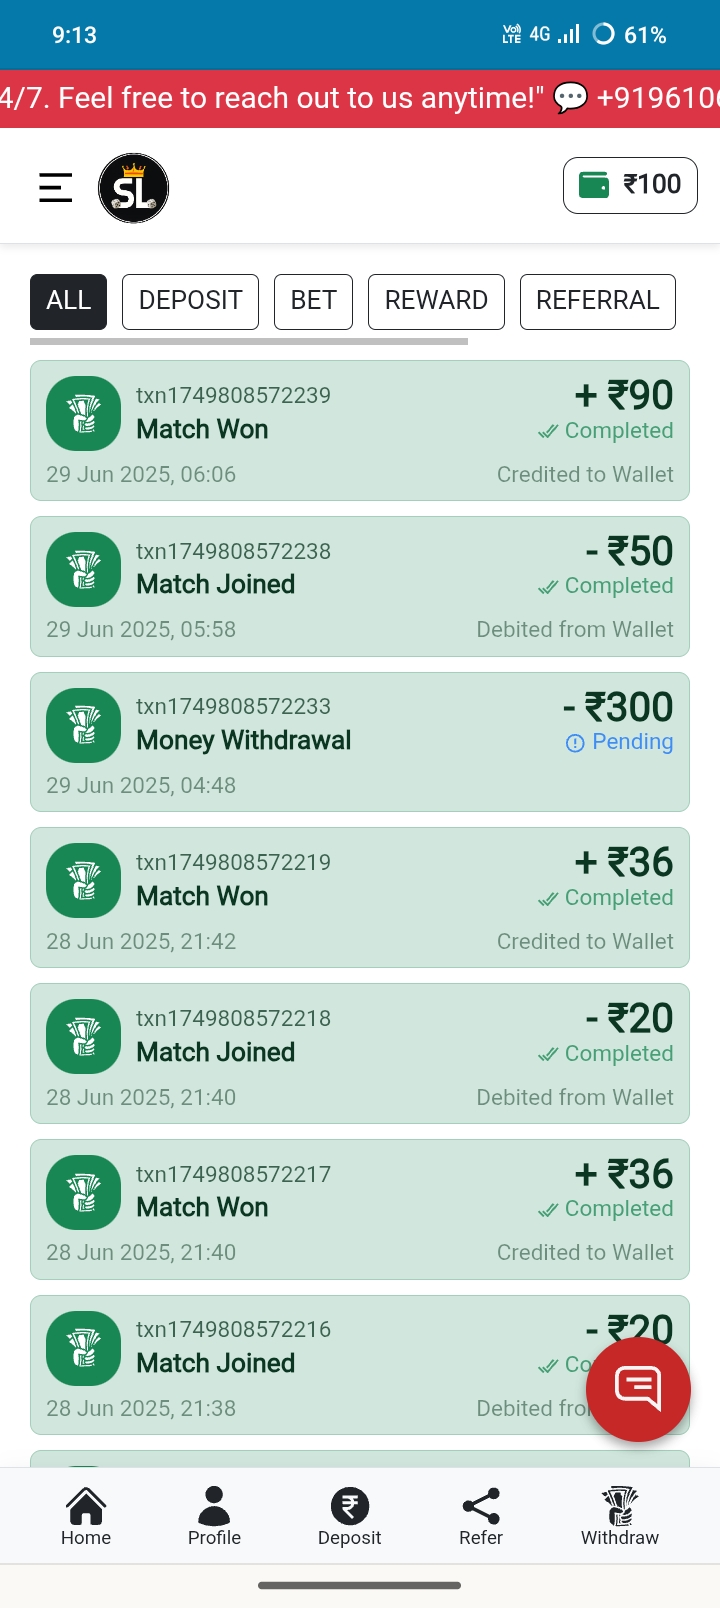 9:13 Vo) LTE 4G 61%
4/7. Feel free to reach out to us anytime!" 💬 +919610
SL ₹100
ALL DEPOSIT BET REWARD REFERRAL
txn1749808572239 + ₹90
Match Won Completed
29 Jun 2025, 06:06 Credited to Wallet
txn1749808572238 - ₹50
Match Joined Completed
29 Jun 2025, 05:58 Debited from Wallet
txn1749808572233 - ₹300
Money Withdrawal Pending
29 Jun 2025, 04:48
txn1749808572219 + ₹36
Match Won Completed
28 Jun 2025, 21:42 Credited to Wallet
txn1749808572218 - ₹20
Match Joined Completed
28 Jun 2025, 21:40 Debited from Wallet
txn1749808572217 + ₹36
Match Won Completed
28 Jun 2025, 21:40 Credited to Wallet
txn1749808572216 - ₹20
Match Joined Co
28 Jun 2025, 21:38 Debited fro
Home Profile Deposit Refer Withdraw